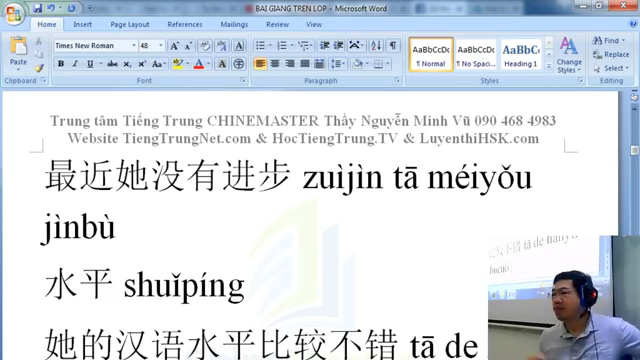 BAI GIANG TREN LOP - Microsoft Word
Home Insert Page Layout References Mailings Review View
Paste
Times New Roman 48
AaBbCcDc AaBbCcDc AaBbCc
¶ Normal ¶ No Spaci... Heading 1
Change Styles
Find
Replace
Select
Clipboard Font Paragraph Styles Editing
Trung tâm Tiếng Trung CHINEMASTER Thầy Nguyễn Minh Vũ 090 468 4983
Website TiengTrungNet.com & HocTiengTrung.TV & LuyenthiHSK.com
最近她没有进步 zuìjìn tā méiyǒu
jìnbù
水平 shuǐpíng
她的汉语水平比较不错 tā de